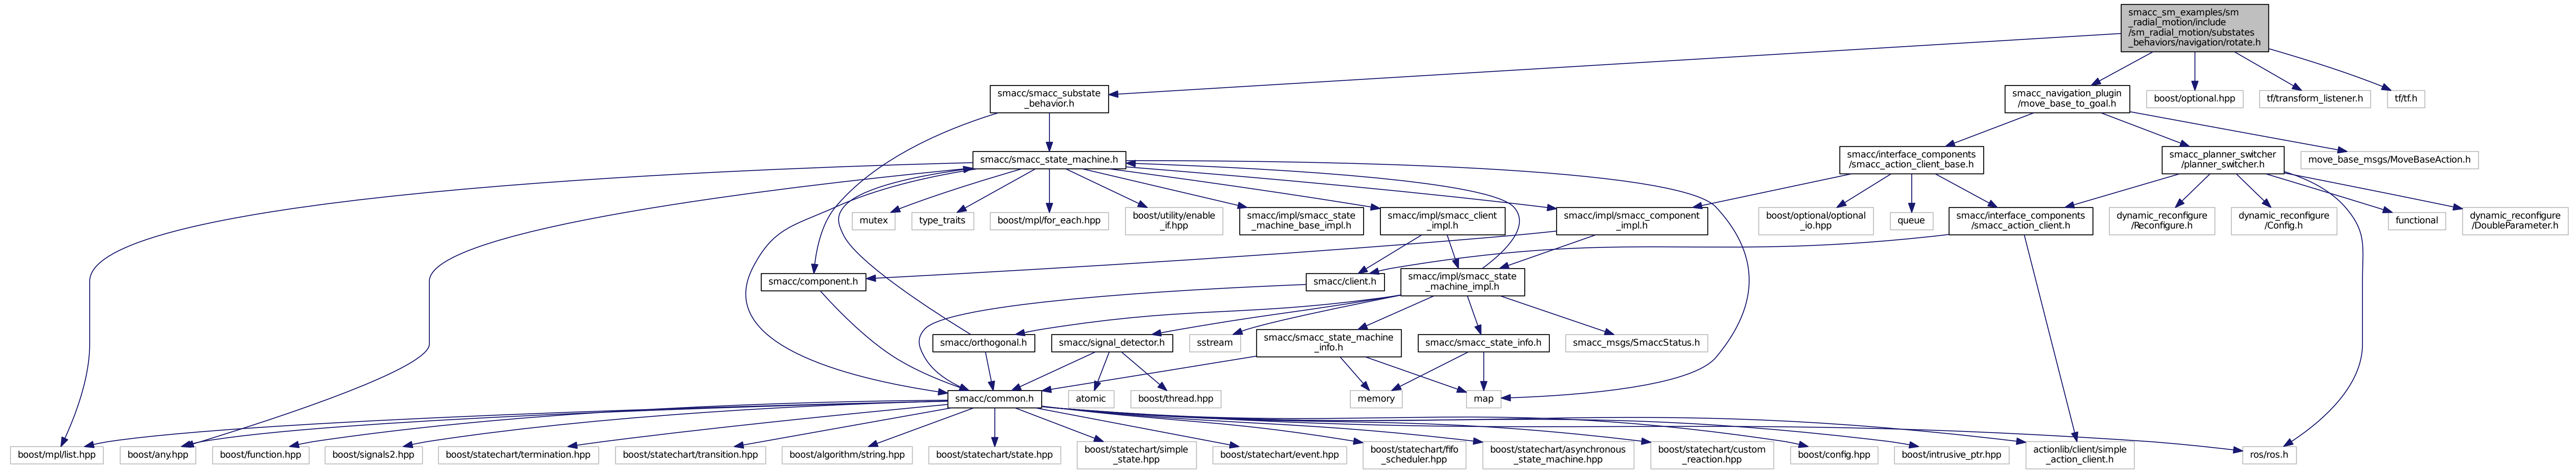 smacc_sm_examples/sm
_radial_motion/include
/sm_radial_motion/substates
_behaviors/navigation/rotate.h
smacc/smacc_substate
_behavior.h
smacc_navigation_plugin
/move_base_to_goal.h
boost/optional.hpp
tf/transform_listener.h
tf/tf.h
smacc/smacc_state_machine.h
smacc/interface_components
/smacc_action_client_base.h
smacc_planner_switcher
/planner_switcher.h
move_base_msgs/MoveBaseAction.h
mutex
type_traits
boost/mpl/for_each.hpp
boost/utility/enable
_if.hpp
smacc/impl/smacc_state
_machine_base_impl.h
smacc/impl/smacc_client
_impl.h
smacc/impl/smacc_component
_impl.h
boost/optional/optional
_io.hpp
queue
smacc/interface_components
/smacc_action_client.h
dynamic_reconfigure
/Reconfigure.h
dynamic_reconfigure
/Config.h
functional
dynamic_reconfigure
/DoubleParameter.h
smacc/component.h
smacc/client.h
smacc/impl/smacc_state
_machine_impl.h
smacc/orthogonal.h
smacc/signal_detector.h
sstream
smacc/smacc_state_machine
_info.h
smacc/smacc_state_info.h
smacc_msgs/SmaccStatus.h
smacc/common.h
atomic
boost/thread.hpp
memory
map
boost/mpl/list.hpp
boost/any.hpp
boost/function.hpp
boost/signals2.hpp
boost/statechart/termination.hpp
boost/statechart/transition.hpp
boost/algorithm/string.hpp
boost/statechart/state.hpp
boost/statechart/simple
_state.hpp
boost/statechart/event.hpp
boost/statechart/fifo
_scheduler.hpp
boost/statechart/asynchronous
_state_machine.hpp
boost/statechart/custom
_reaction.hpp
boost/config.hpp
boost/intrusive_ptr.hpp
actionlib/client/simple
_action_client.h
ros/ros.h